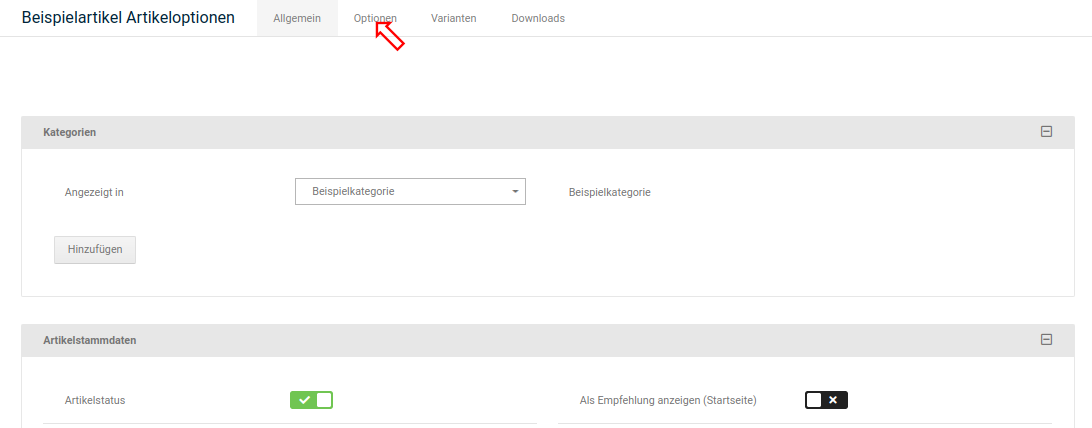 Beispielartikel Artikeloptionen Allgemein Optionen Varianten Downloads
Kategorien
Angezeigt in Beispielkategorie Beispielkategorie
Hinzufügen
Artikelstammdaten
Artikelstatus Als Empfehlung anzeigen (Startseite)